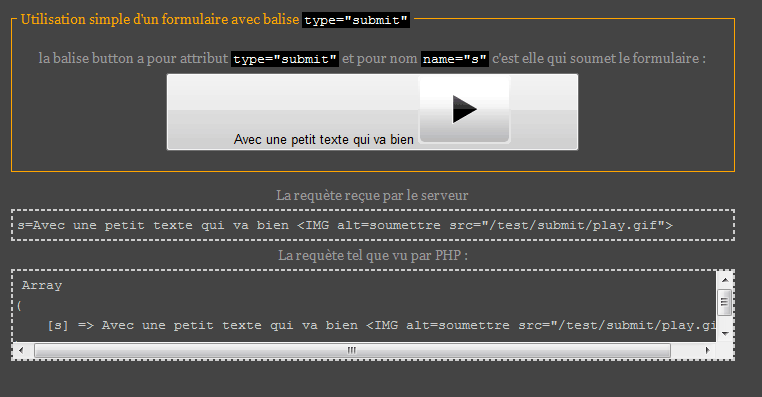 Utilisation simple d'un formulaire avec balise type="submit"
la balise button a pour attribut type="submit" et pour nom name="s" c'est elle qui soumet le formulaire :
Avec une petit texte qui va bien
La requète reçue par le serveur
s=Avec une petit texte qui va bien <IMG alt=soumettre src="/test/submit/play.gif">
La requète tel que vu par PHP :
Array
(
[s] => Avec une petit texte qui va bien <IMG alt=soumettre src="/test/submit/play.gi